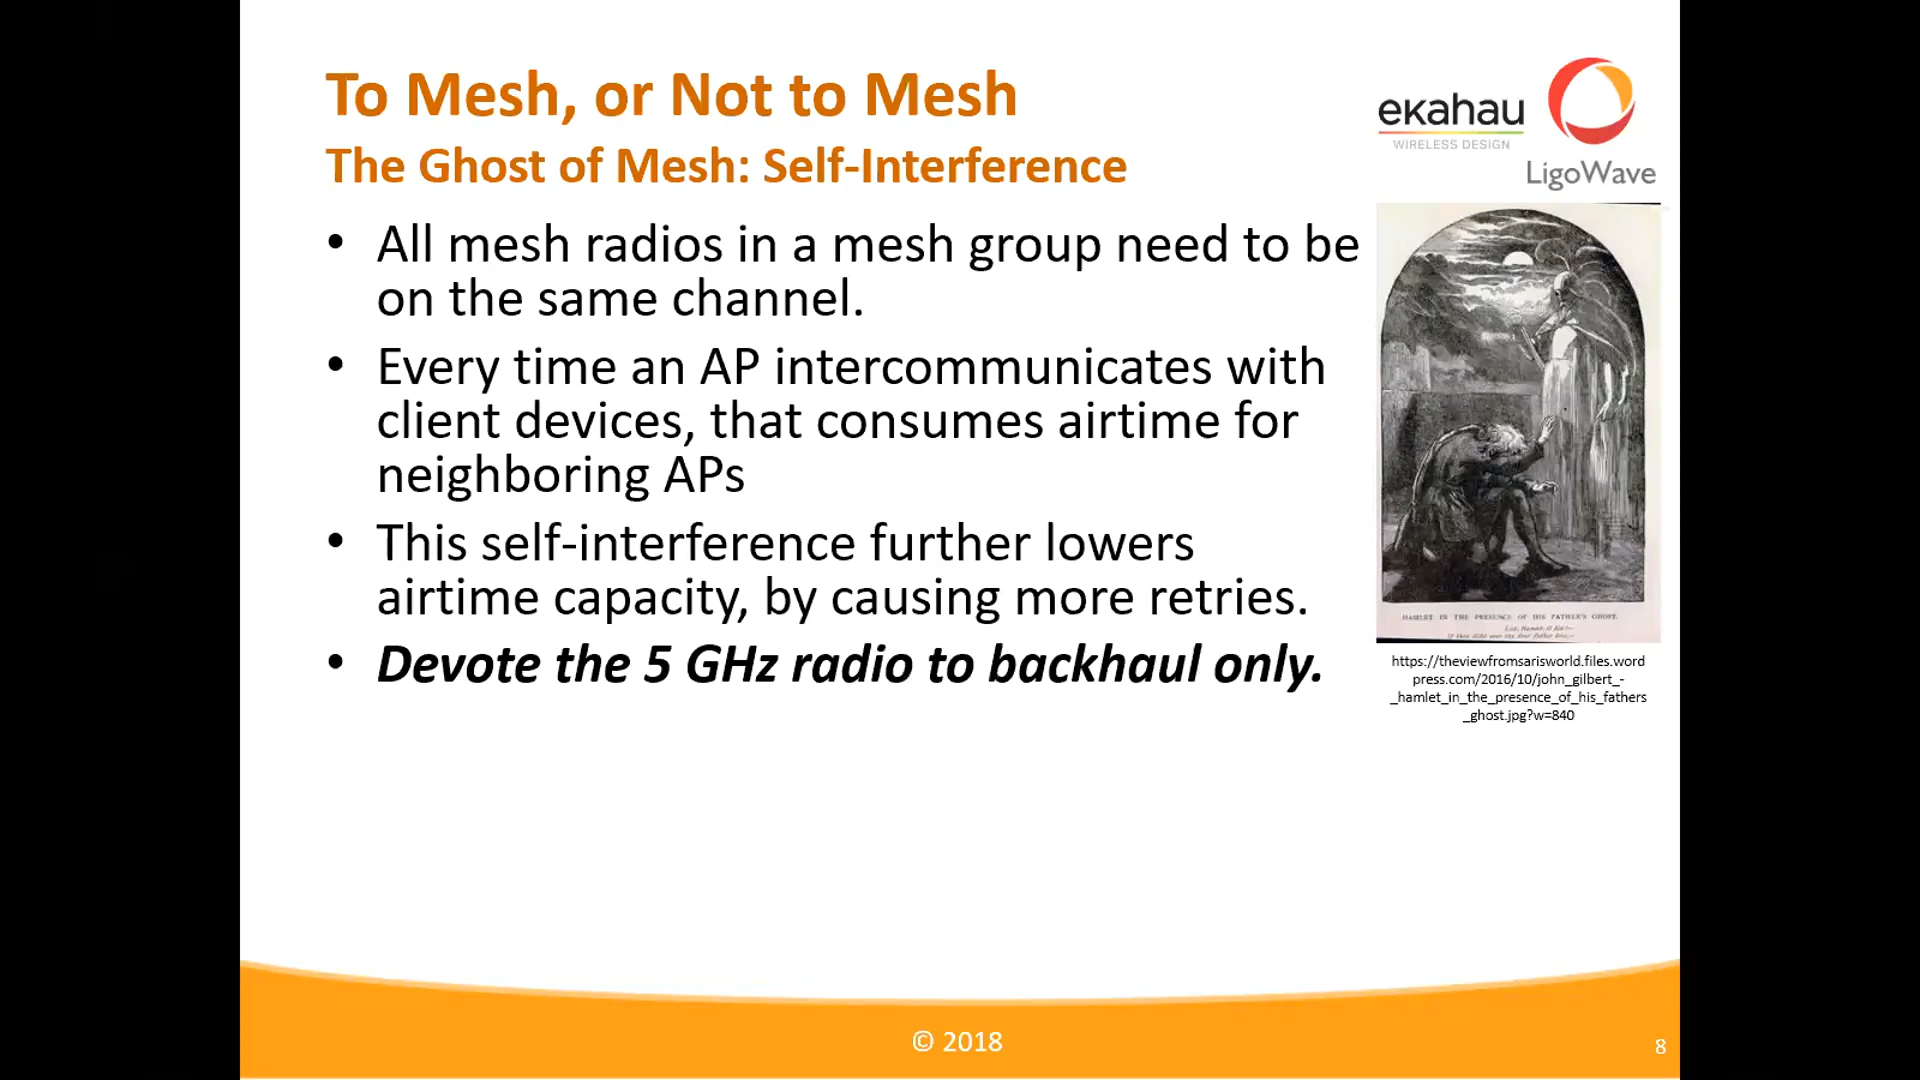 To Mesh, or Not to Mesh
The Ghost of Mesh: Self-Interference
ekahau
WIRELESS DESIGN
LigoWave
• All mesh radios in a mesh group need to be
on the same channel.
• Every time an AP intercommunicates with
client devices, that consumes airtime for
neighboring APs
• This self-interference further lowers
airtime capacity, by causing more retries.
• Devote the 5 GHz radio to backhaul only.
HAMLET IN THE PRESENCE OF HIS FATHER'S GHOST.
https://theviewfromsarisworld.files.word
press.com/2016/10/john_gilbert_-
_hamlet_in_the_presence_of_his_fathers
_ghost.jpg?w=840
© 2018
8